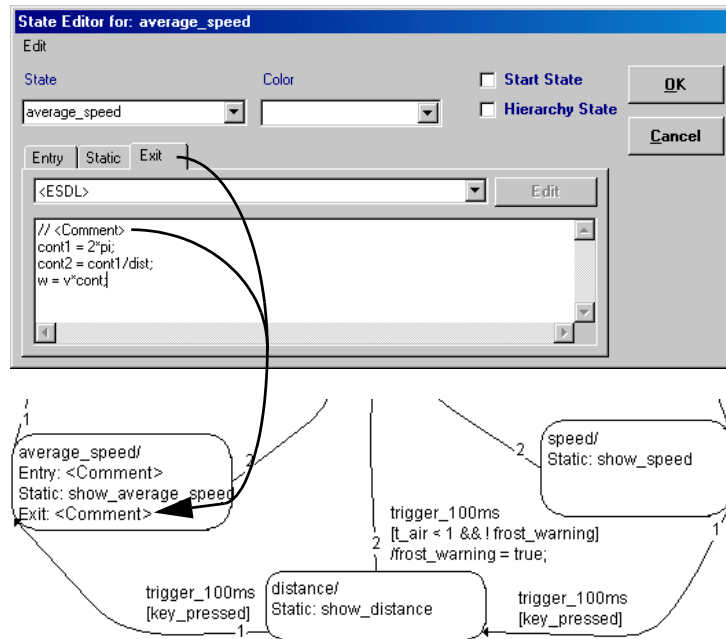 State Editor for: average_speed
Edit
State
Color
Start State
OK
average_speed
Hierarchy State
Cancel
Entry
Static
Exit
<ESDL>
Edit
// <Comment>
cont1 = 2*pi;
cont2 = cont1/dist;
w = v*cont;
1
2
average_speed/
Entry: <Comment>
Static: show_average_speed
Exit: <Comment>
2
speed/
Static: show_speed
trigger_100ms
[t_air < 1 && ! frost_warning]
/frost_warning = true;
2
1
trigger_100ms
[key_pressed]
1
distance/
Static: show_distance
trigger_100ms
[key_pressed]